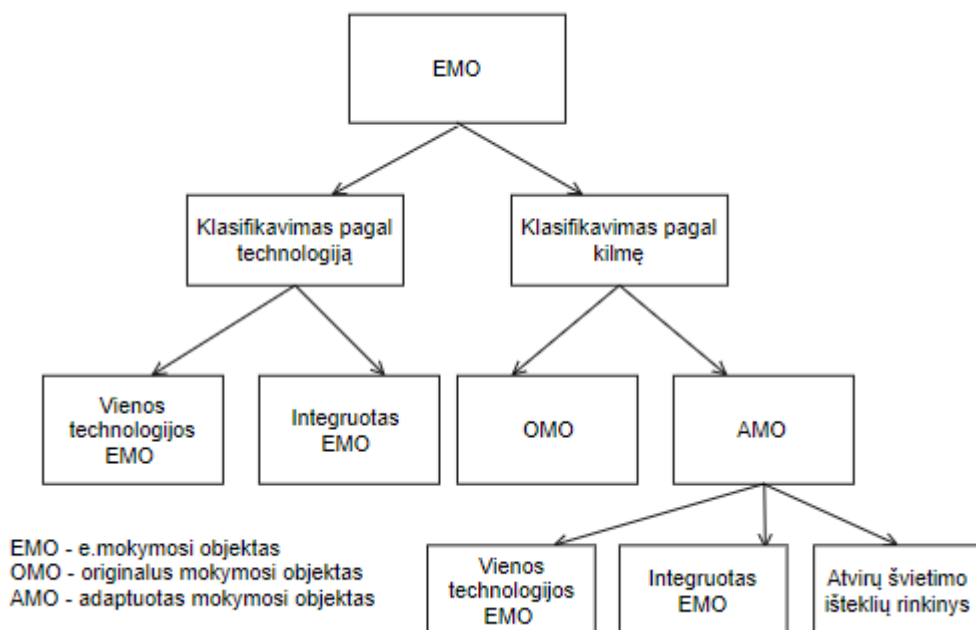 EMO
Klasifikavimas pagal
technologiją
Klasifikavimas pagal
kilmę
Vienos
technologijos
EMO
Integruotas
EMO
OMO
AMO
EMO - e.mokymosi objektas
OMO - originalus mokymosi objektas
AMO - adaptuotas mokymosi objektas
Vienos
technologijos
EMO
Integruotas
EMO
Atvirų švietimo
išteklių rinkinys